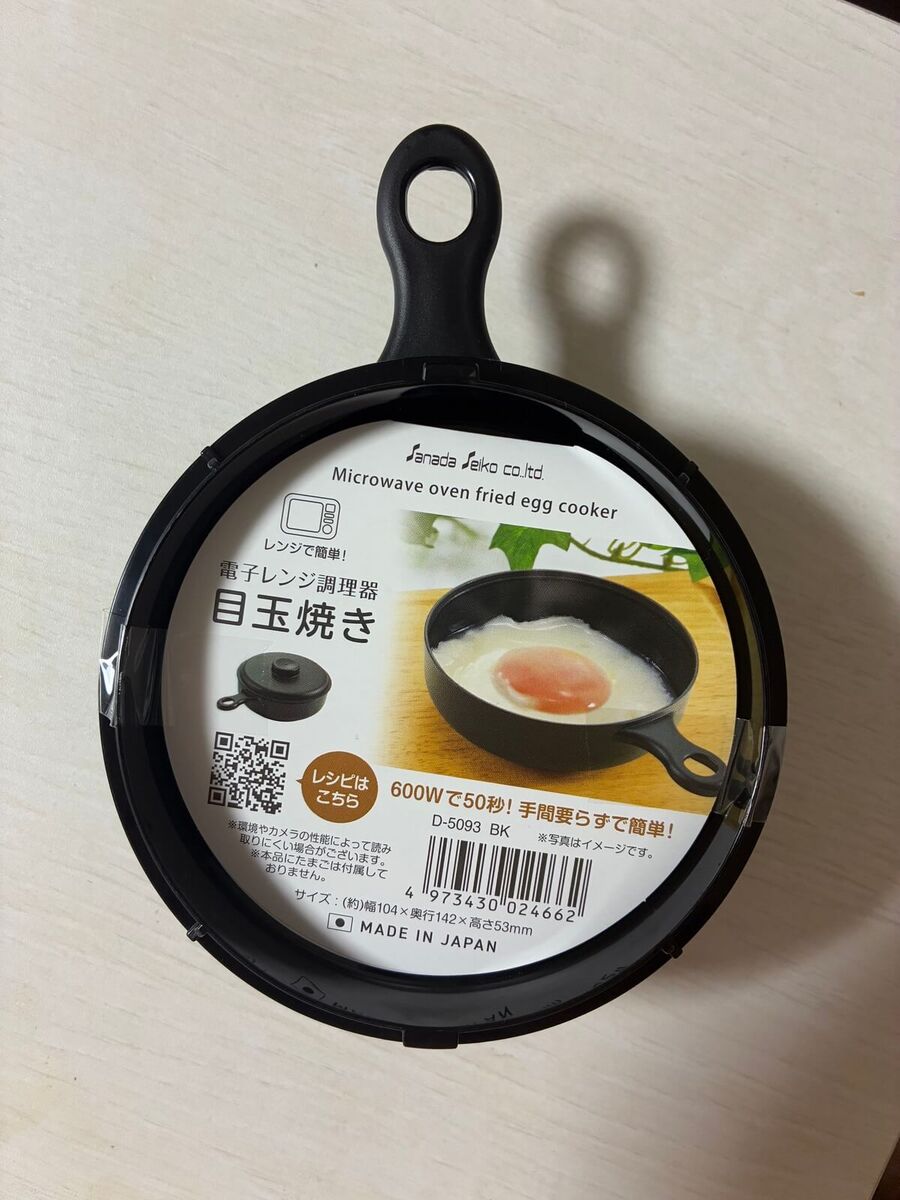 Sanada Seiko co.,ltd.
Microwave oven fried egg cooker
レンジで簡単!
電子レンジ調理器
目玉焼き
レシピは
こちら
600Wで50秒! 手間要らずで簡単!
D-5093 BK ※写真はイメージです。
※環境やカメラの性能によって読み
取りにくい場合がございます。
※本品にたまごは付属して
おりません。
4 973430 024662
サイズ:(約)幅104×奥行142×高さ53mm
MADE IN JAPAN